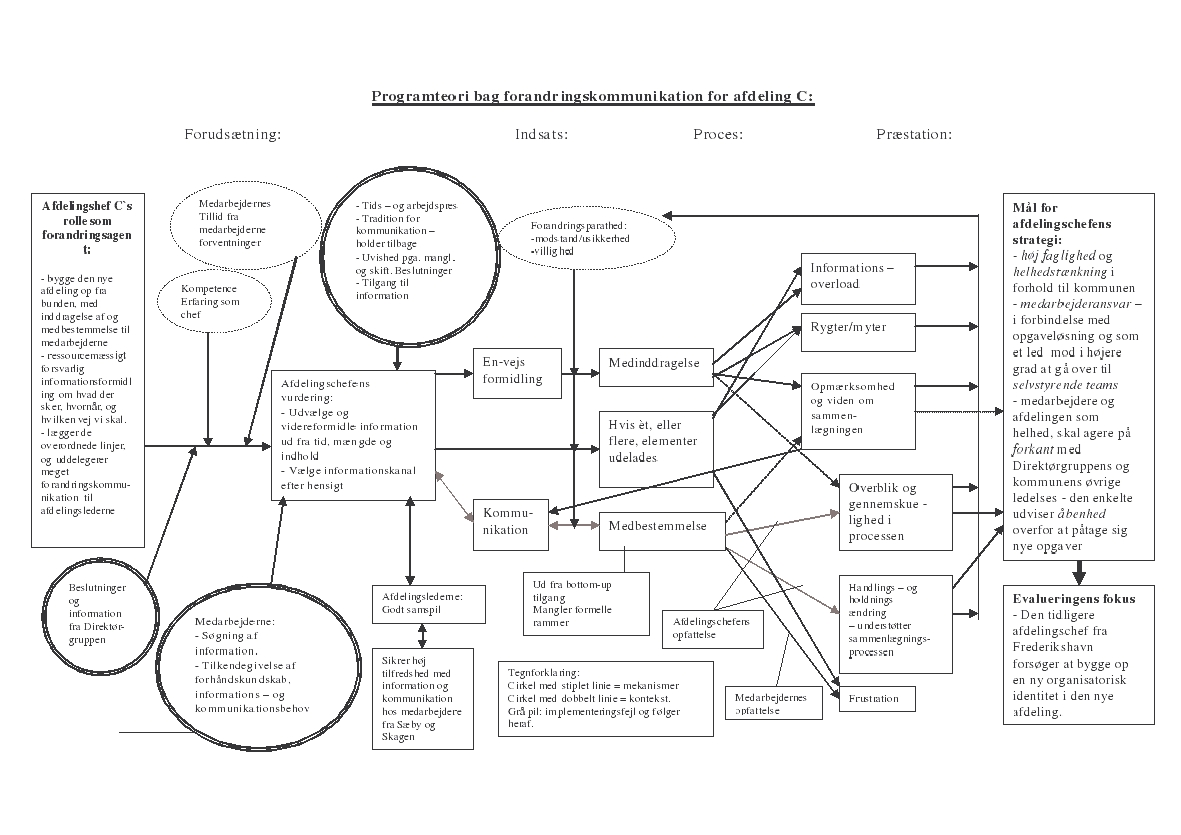 Programteori bag forandringskommunikation for afdeling C:
Forudsætning:
Indsats:
Proces:
Præstation:
Afdelingshef C`s
rolle som
forandringsagen
t:
- bygge den nye
afdeling op fra
bunden, med
inddragelse af og
medbestemmelse til
medarbejderne
- ressourcemæssigt
forsvarlig
informationsformidl
ing om hvad der
sker, hvornår, og
hvilken vej vi skal.
- lægger de
overordnede linjer,
og uddelegerer
meget
forandringskommu-
nikation til
afdelingslederne
Medarbejdernes
Tillid fra
medarbejderne
forventninger
Kompetence
Erfaring som
chef
- Tids – og arbejdspres
- Tradition for
kommunikation –
holder tilbage
- Uvished pga. mangl.
og skift. Beslutninger
- Tilgang til
information
Forandringsparathed:
-modstand/usikkerhed
-villighed
Afdelingschefens
vurdering:
- Udvælge og
videreformidle information
ud fra tid, mængde og
indhold
- Vælge informationskanal
efter hensigt
En-vejs
formidling
Kommu-
nikation
Medinddragelse
Hvis èt, eller
flere, elementer
udelades
Medbestemmelse
Informations –
overload
Rygter/myter
Opmærksomhed
og viden om
sammen-
lægningen
Overblik og
gennemskue -
lighed i
processen
Handlings – og
holdnings
ændring
– understøtter
sammenlægnings-
processen
Frustration
Mål for
afdelingschefens
strategi:
- høj faglighed og
helhedstænkning i
forhold til kommunen
- medarbejderansvar –
i forbindelse med
opgaveløsning og som
et led mod i højere
grad at gå over til
selvstyrende teams
- medarbejdere og
afdelingen som
helhed, skal agere på
forkant med
Direktørgruppens og
kommunens øvrige
ledelses - den enkelte
udviser åbenhed
overfor at påtage sig
nye opgaver
Evalueringens fokus
- Den tidligere
afdelingschef fra
Frederikshavn
forsøger at bygge op
en ny organisatorisk
identitet i den nye
afdeling.
Beslutninger
og
information
fra Direktør-
gruppen
Medarbejderne:
- Søgning af
information.
- Tilkendegivelse af
forhåndskundskab,
informations – og
kommunikationsbehov
Afdelingslederne:
Godt samspil
Sikrer høj
tilfredshed med
information og
kommunikation
hos medarbejdere
fra Sæby og
Skagen
Ud fra bottom-up
tilgang
Mangler formelle
rammer
Afdelingschefens
opfattelse
Medarbejdernes
opfattelse
Tegnforklaring:
Cirkel med stiplet linie = mekanismer
Cirkel med dobbelt linie = kontekst.
Grå pil: implementeringsfejl og følger
heraf.